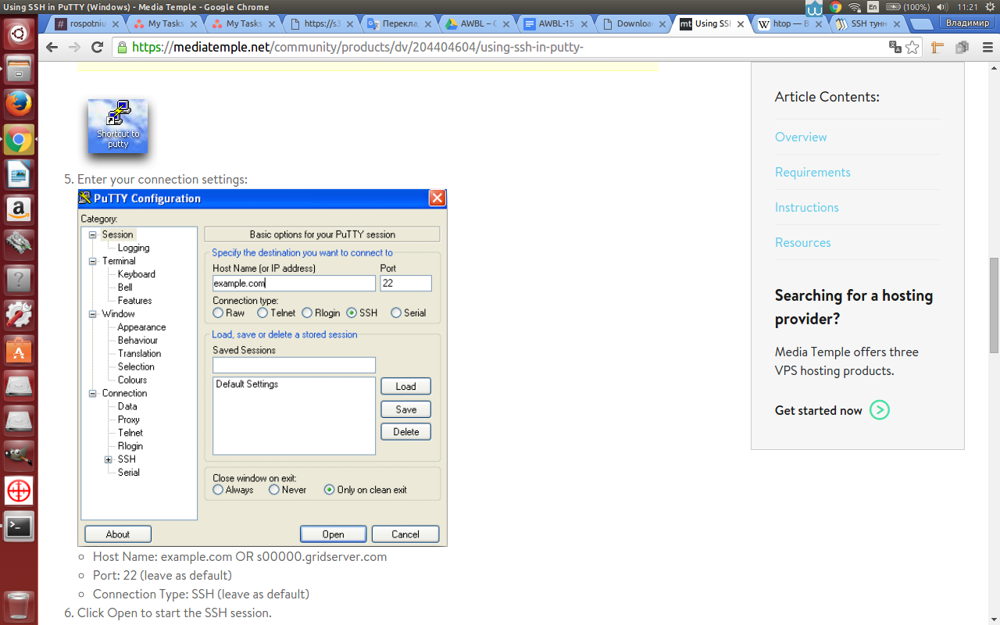 Using SSH in PuTTY (Windows) - Media Temple - Google Chrome
En
(100%)
11:21
rospotniu
My Tasks
My Tasks
https://s3
Переклад
AWBL – G
AWBL-15
Download
mt
Using SSH
W
htop — В
SSH тунн
Владимир
https://mediatemple.net/community/products/dv/204404604/using-ssh-in-putty-
Shortcut to
putty
5. Enter your connection settings:
PuTTY Configuration
Category:
Session
Logging
Terminal
Keyboard
Bell
Features
Window
Appearance
Behaviour
Translation
Selection
Colours
Connection
Data
Proxy
Telnet
Rlogin
SSH
Serial
Basic options for your PuTTY session
Specify the destination you want to connect to
Host Name (or IP address)
Port
example.com
22
Connection type:
Raw
Telnet
Rlogin
SSH
Serial
Load, save or delete a stored session
Saved Sessions
Default Settings
Load
Save
Delete
Close window on exit:
Always
Never
Only on clean exit
About
Open
Cancel
Host Name: example.com OR s00000.gridserver.com
Port: 22 (leave as default)
Connection Type: SSH (leave as default)
6. Click Open to start the SSH session.
Article Contents:
Overview
Requirements
Instructions
Resources
Searching for a hosting
provider?
Media Temple offers three
VPS hosting products.
Get started now